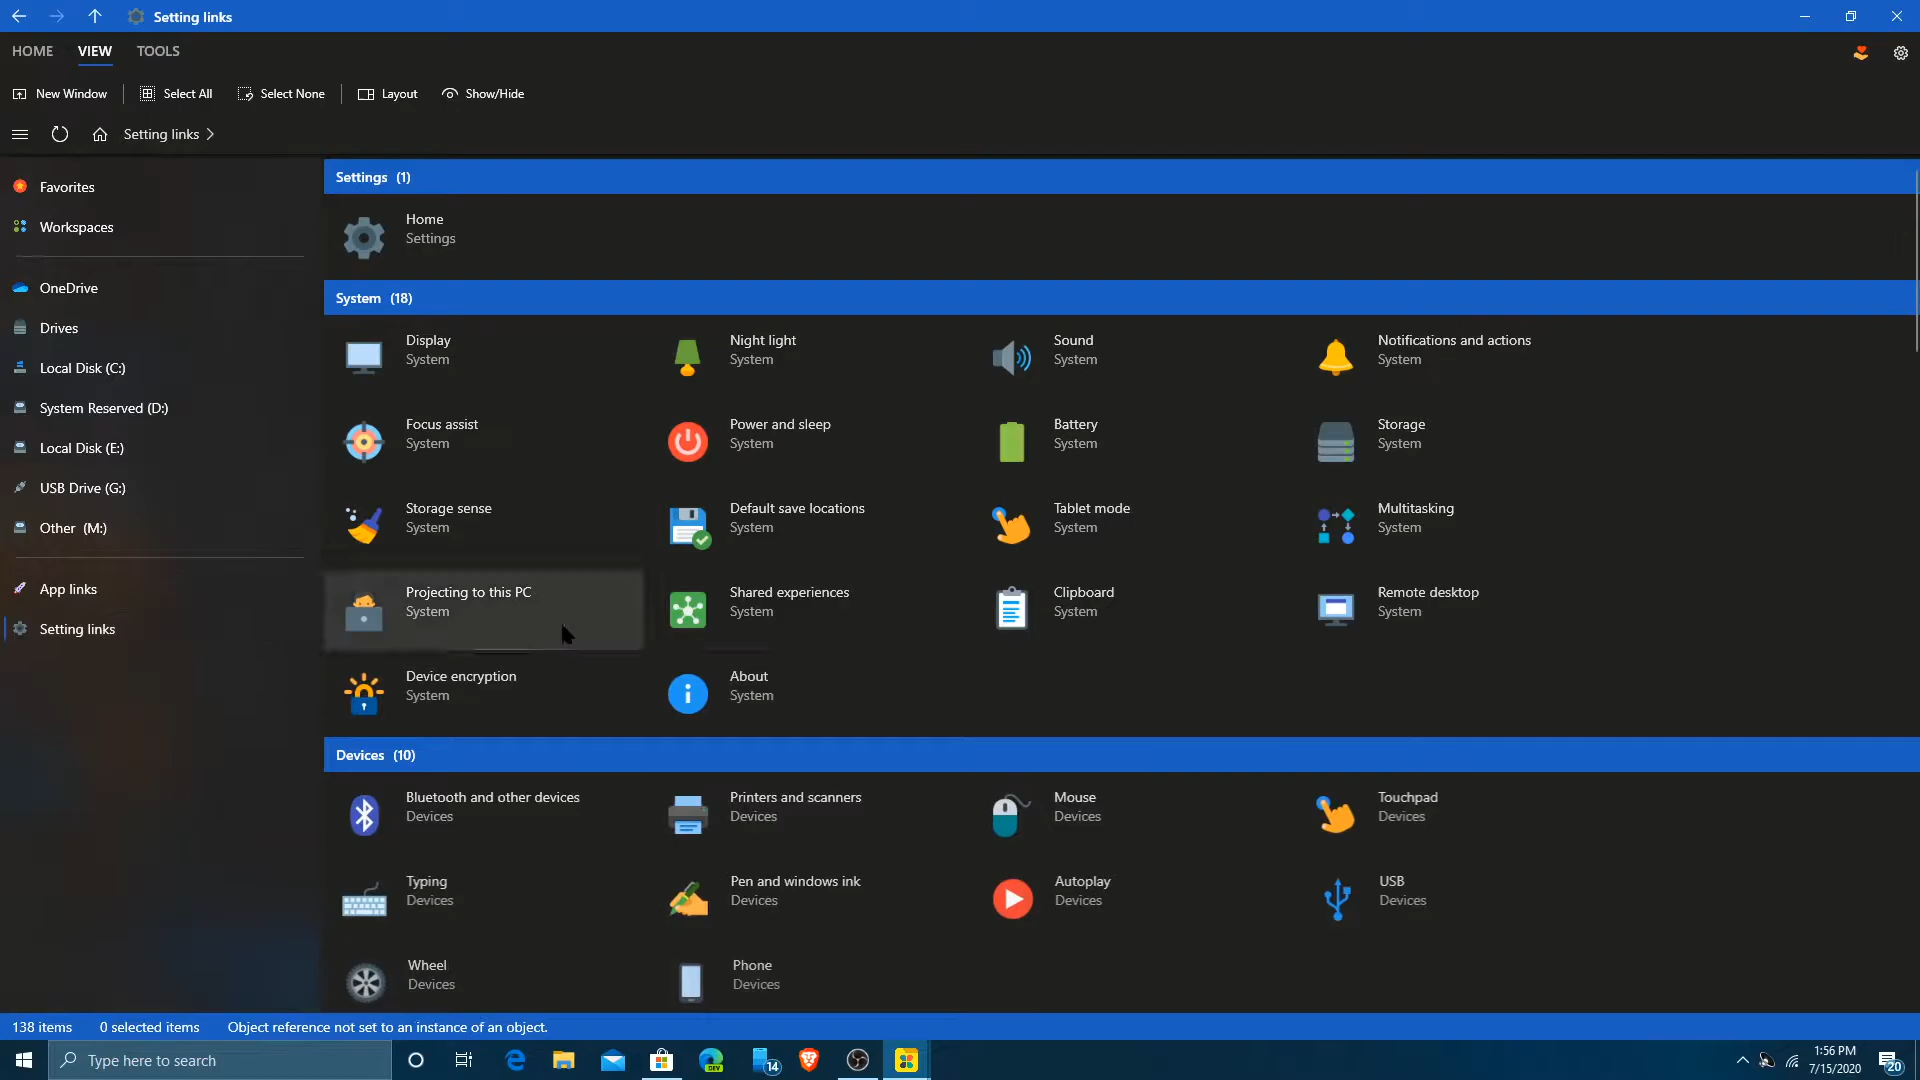 Setting links
HOME VIEW TOOLS
New Window Select All Select None Layout Show/Hide
Setting links
Favorites
Workspaces
OneDrive
Drives
Local Disk (C:)
System Reserved (D:)
Local Disk (E:)
USB Drive (G:)
Other (M:)
App links
Setting links
Settings (1)
Home
Settings
System (18)
Display Night light Sound Notifications and actions
System System System System
Focus assist Power and sleep Battery Storage
System System System System
Storage sense Default save locations Tablet mode Multitasking
System System System System
Projecting to this PC Shared experiences Clipboard Remote desktop
System System System System
Device encryption About
System System
Devices (10)
Bluetooth and other devices Printers and scanners Mouse Touchpad
Devices Devices Devices Devices
Typing Pen and windows ink Autoplay USB
Devices Devices Devices Devices
Wheel Phone
Devices Devices
138 items 0 selected items Object reference not set to an instance of an object.
Type here to search
DEV
14
1:56 PM
7/15/2020
20